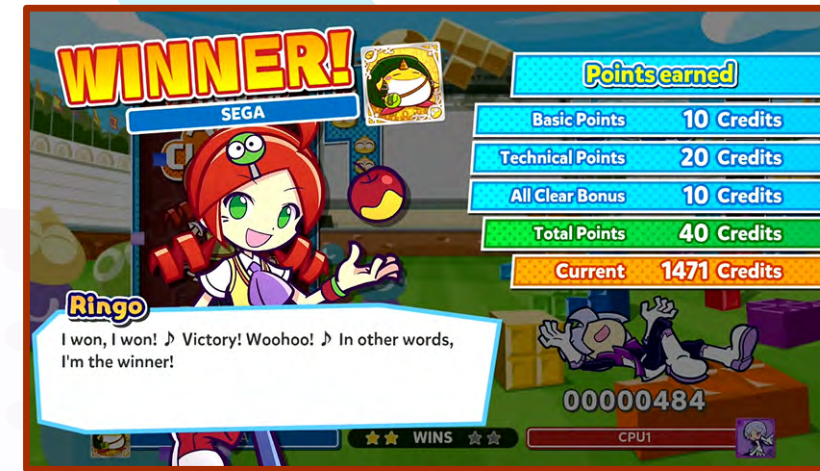 WINNER!
SEGA
Points earned
Basic Points 10 Credits
Technical Points 20 Credits
All Clear Bonus 10 Credits
Total Points 40 Credits
Current 1471 Credits
Ringo
I won, I won! ♪ Victory! Woohoo! ♪ In other words,
I'm the winner!
00000484
WINS
CPU1